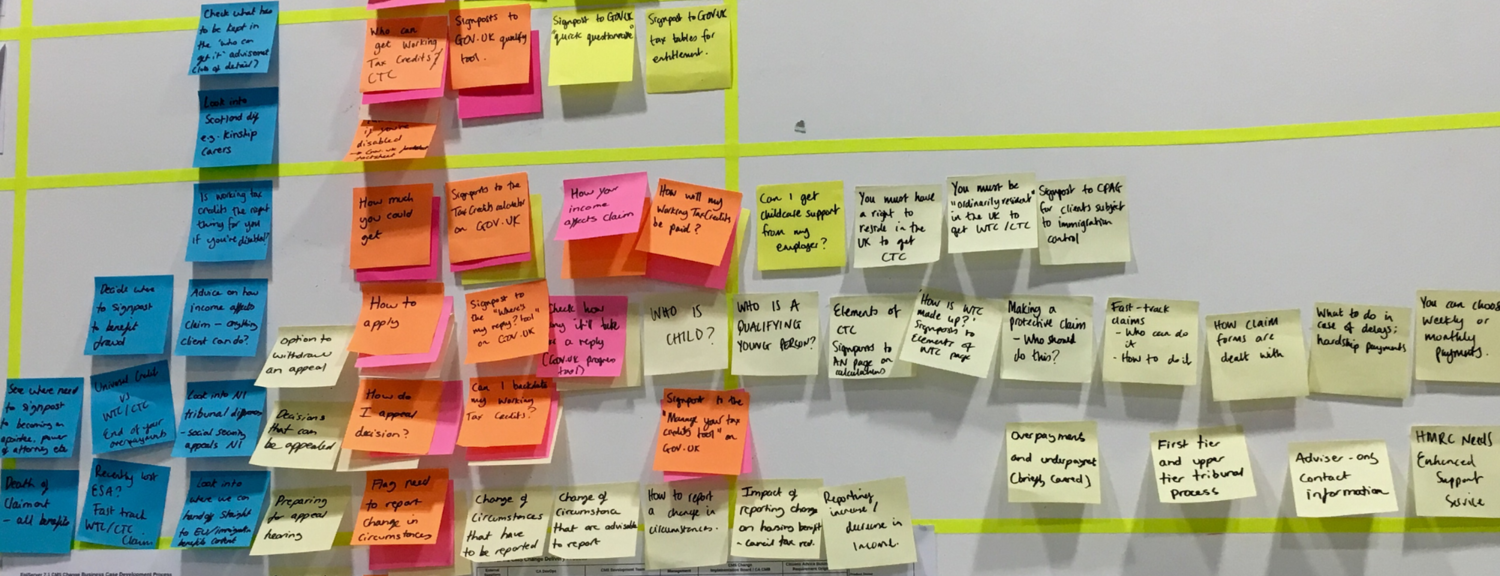 Check what has
to be kept in
the "who can
get it" advisernet
(lots of detail?)
Who can
get Working
Tax Credits/
CTC
Signposts to
GOV.UK qualify
tool.
Signpost to GOV.UK
"quick questionnaire"
Signpost to GOV.UK
tax tables for
entitlement.
Look into
Scotland diff
e.g. Kinship
Carers
if you're
disabled
Is working tax
credits the right
thing for you
if you're disabled?
How much
you could
get
Signposts to the
Tax Credits calculator
on GOV.UK
How your
income
affects claim
How will my
Working Tax Credits
be paid?
Can I get
childcare support
from my
employer?
You must have
a right to
reside in the
UK to get
CTC
You must be
"ordinarily resident"
in the UK to
get WTC/CTC
Signpost to CPAG
for clients subject
to immigration
control
Decide where
to signpost
to benefit
fraud
Advice on how
income affects
claim - anything
client can do?
Option to
withdraw
an appeal
How to
apply
Signpost to
the "Where's
my reply? tool"
on GOV.UK
Check how
it'll take
a reply
(GOV.UK progress
tool)
WHO IS
CHILD?
WHO IS A
QUALIFYING
YOUNG PERSON?
Elements of
CTC
Signposts to
AN page on
calculations
How is WTC
made up?
Signposts to
Elements of
WTC page
Making a
protective claim
- Who should
do this?
Fast-track
claims
- Who can do
it
- How to do it
How claim
forms are
dealt with
What to do in
case of delays:
hardship payments
You can choose
Weekly or
monthly
payments.
See where need
to signpost
to becoming an
appointee, power
of attorney etc
Universal Credit
vs
WTC/CTC
End of year
overpayments
Look into NI
tribunal difference
- social security
appeals NI
Decisions
that can
be appealed
How do
I appeal
decision?
Can I backdate
my Working
Tax Credits?
Signpost to the
"Manage your tax
credits tool" on
GOV.UK
Overpayments
and underpayment
(briefly covered)
First tier
and upper
tier tribunal
process
Adviser-only
Contact
information
HMRC Needs
Enhanced
Support
Service
Death of
Claimant
- all benefits
Recently lost
ESA?
Fast track
WTC/CTC
Claim
Look into
where we can
straight
to EU/immigration
benefits content
Preparing
for appeal
hearing
Flag need
to report
change in
Circumstances
Change of
Circumstances
that have
to be reported
Change of
Circumstance
that are advisable
to report
How to report
a change in
circumstances.
Impact of
reporting change
on housing benefit
- council tax red.
Reporting
increase/
decrease in
Income.